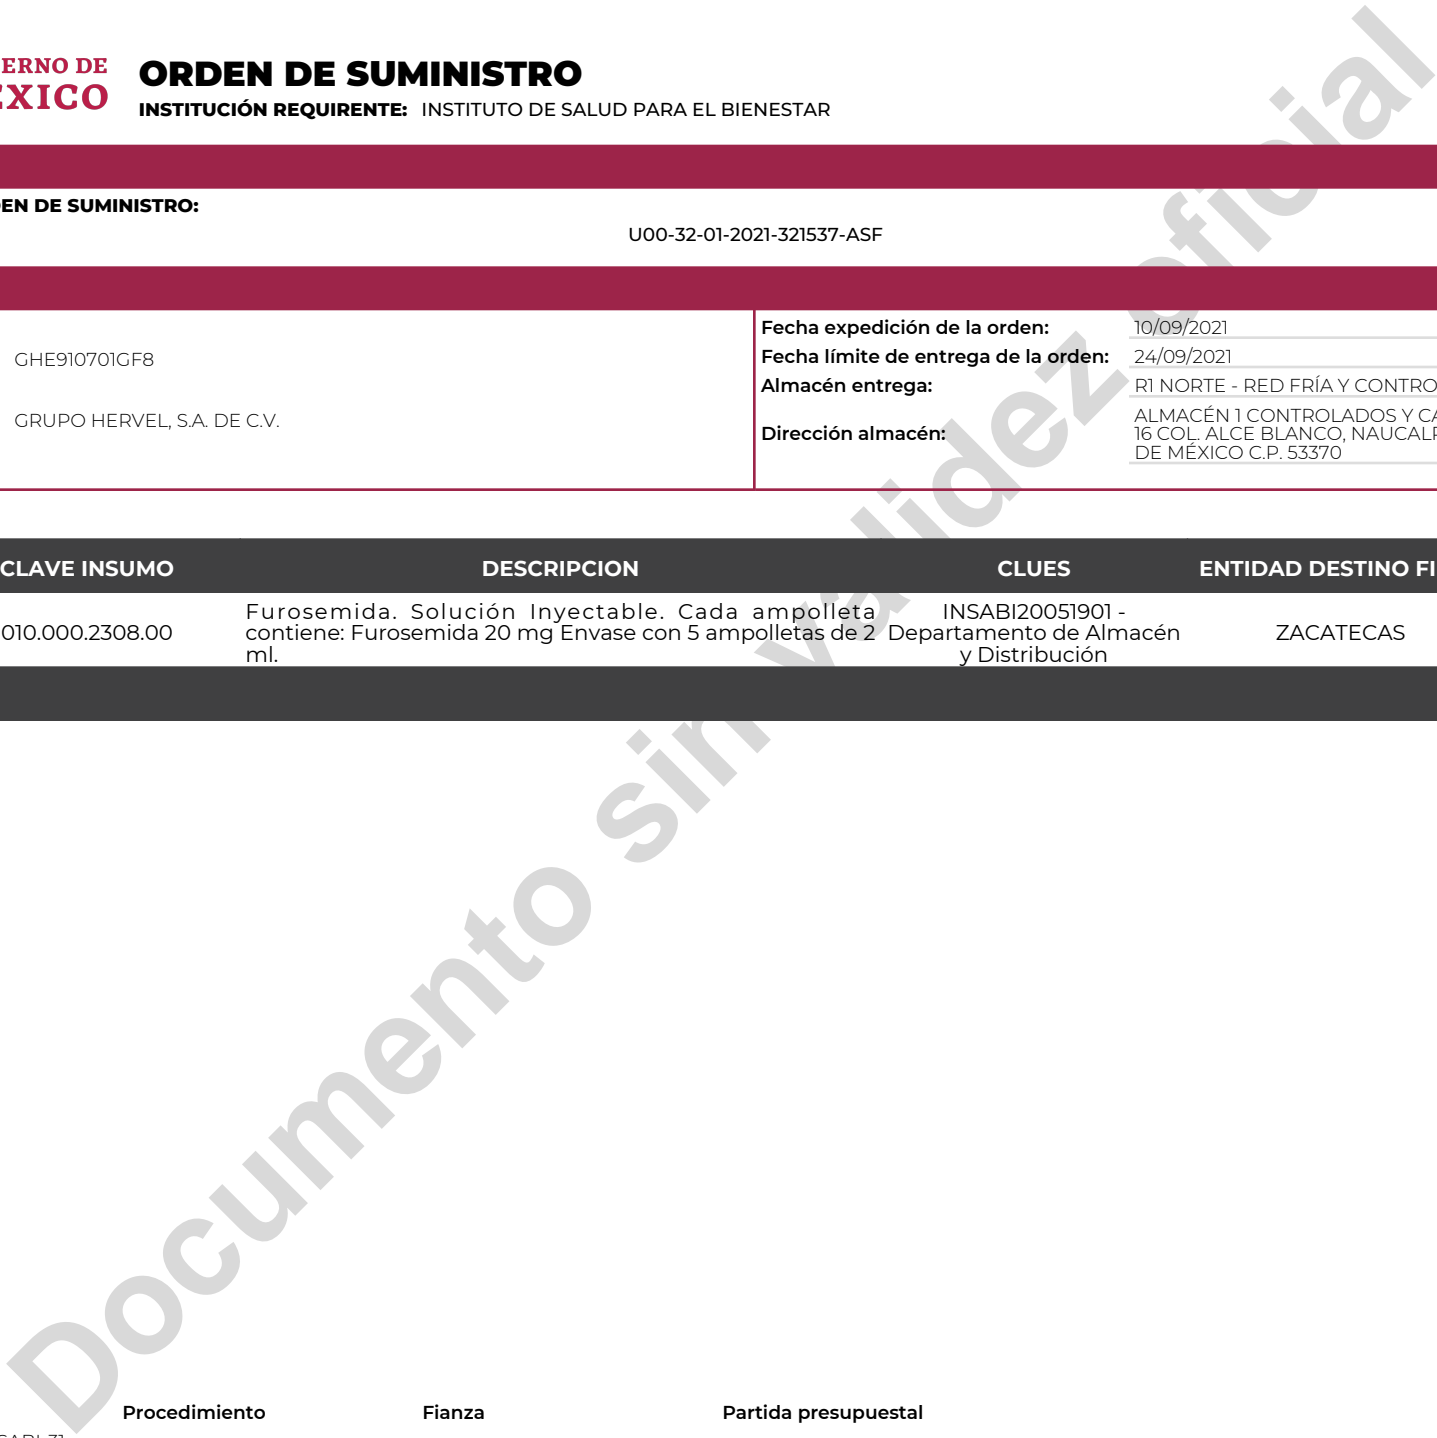 ERNO DE
ÉXICO
ORDEN DE SUMINISTRO
INSTITUCIÓN REQUIRENTE: INSTITUTO DE SALUD PARA EL BIENESTAR
EN DE SUMINISTRO:
U00-32-01-2021-321537-ASF
GHE910701GF8
GRUPO HERVEL, S.A. DE C.V.
Fecha expedición de la orden: 10/09/2021
Fecha límite de entrega de la orden: 24/09/2021
Almacén entrega: R1 NORTE - RED FRÍA Y CONTRO
Dirección almacén: ALMACÉN 1 CONTROLADOS Y CA
16 COL. ALCE BLANCO, NAUCALP
DE MÉXICO C.P. 53370
CLAVE INSUMO DESCRIPCION CLUES ENTIDAD DESTINO FI
010.000.2308.00
Furosemida. Solución Inyectable. Cada ampolleta
contiene: Furosemida 20 mg Envase con 5 ampolletas de 2
ml.
INSABI20051901 -
Departamento de Almacén
y Distribución
ZACATECAS
Documento sin validez oficial
Procedimiento Fianza Partida presupuestal